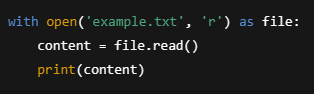 with open('example.txt', 'r') as file:
    content = file.read()
    print(content)